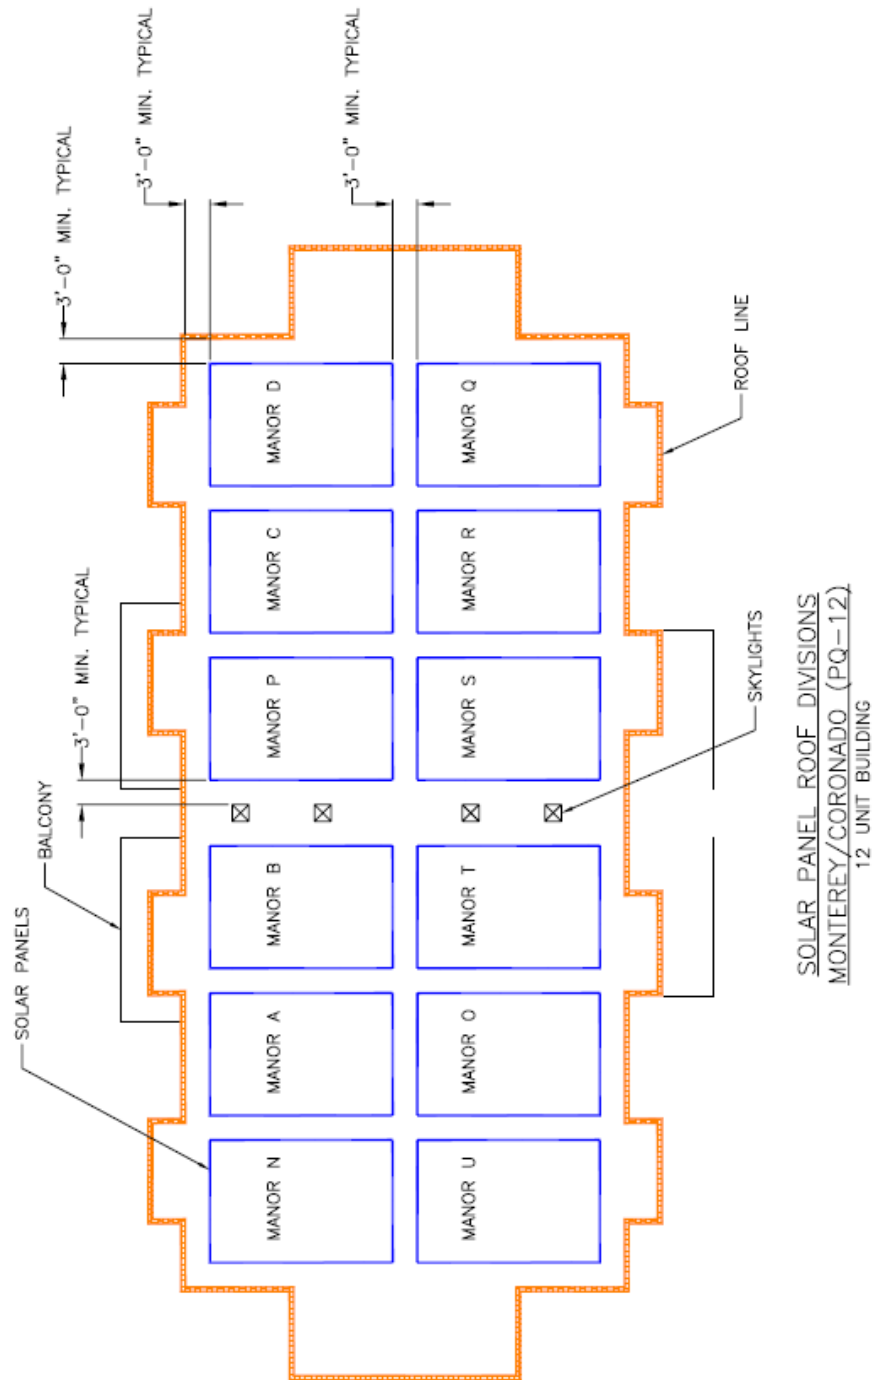 3'-0" MIN. TYPICAL
3'-0" MIN. TYPICAL
3'-0" MIN. TYPICAL
3'-0" MIN. TYPICAL
BALCONY
SOLAR PANELS
MANOR N
MANOR A
MANOR B
MANOR P
MANOR C
MANOR D
MANOR U
MANOR O
MANOR T
MANOR S
MANOR R
MANOR Q
ROOF LINE
SKYLIGHTS
SOLAR PANEL ROOF DIVISIONS
MONTEREY/CORONADO (PQ-12)
12 UNIT BUILDING